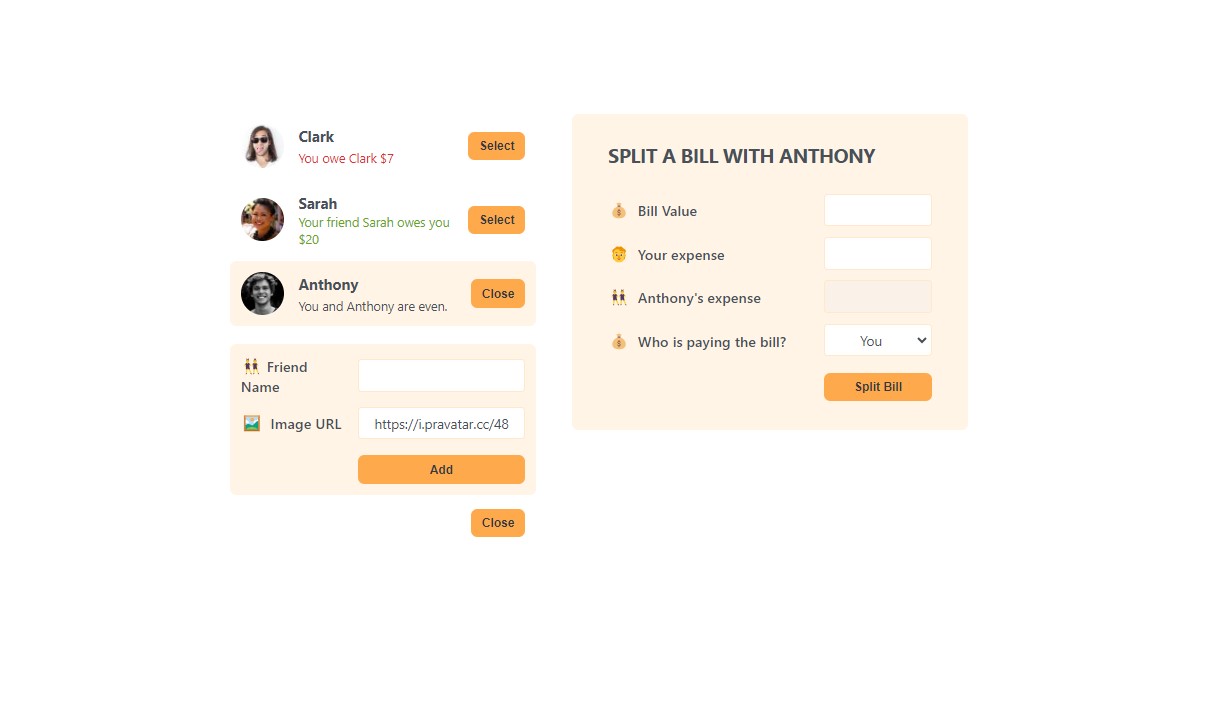 Clark
You owe Clark $7
Select
Sarah
Your friend Sarah owes you
$20
Select
Anthony
You and Anthony are even.
Close
Friend
Name
Image URL
https://i.pravatar.cc/48
Add
Close
SPLIT A BILL WITH ANTHONY
Bill Value
Your expense
Anthony's expense
Who is paying the bill?
You
Split Bill